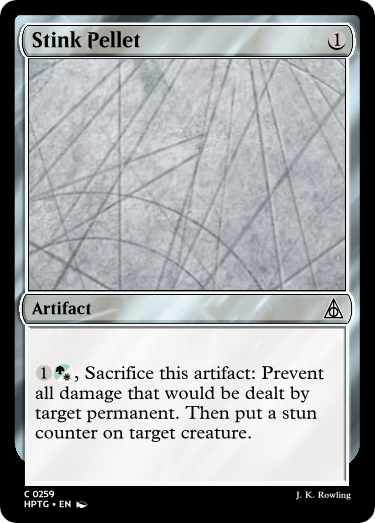 Stink Pellet 1
Artifact
1, Sacrifice this artifact: Prevent
all damage that would be dealt by
target permanent. Then put a stun
counter on target creature.
C 0259
HPTG • EN J. K. Rowling